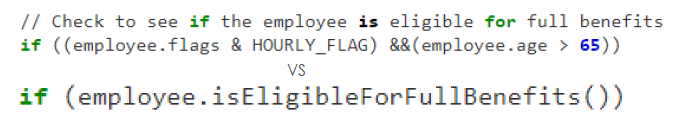 // Check to see if the employee is eligible for full benefits
if ((employee.flags & HOURLY_FLAG) &&(employee.age > 65))
VS
if (employee.isEligibleForFullBenefits())